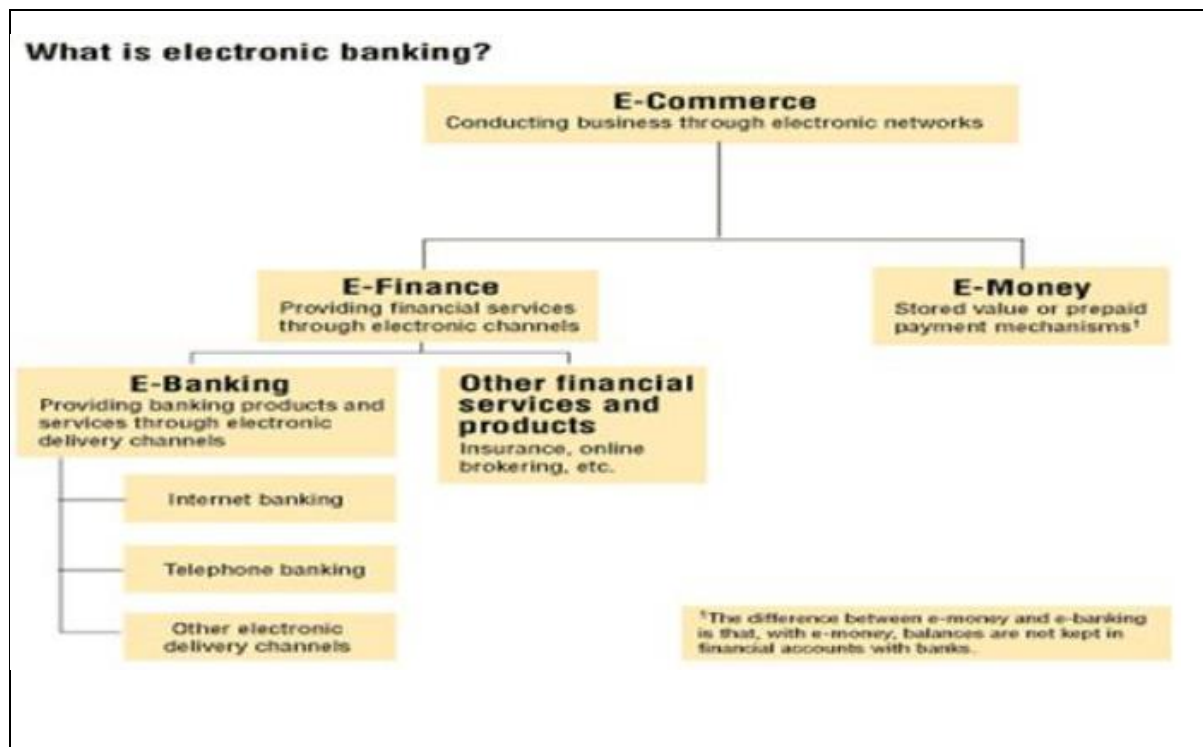 What is electronic banking?
E-Commerce
Conducting business through electronic networks
E-Finance
Providing financial services
through electronic channels
E-Money
Stored value or prepaid
payment mechanisms¹
E-Banking
Providing banking products and
services through electronic
delivery channels
Other financial
services and
products
Insurance, online
brokering, etc.
Internet banking
Telephone banking
Other electronic
delivery channels
¹The difference between e-money and e-banking
is that, with e-money, balances are not kept in
financial accounts with banks.